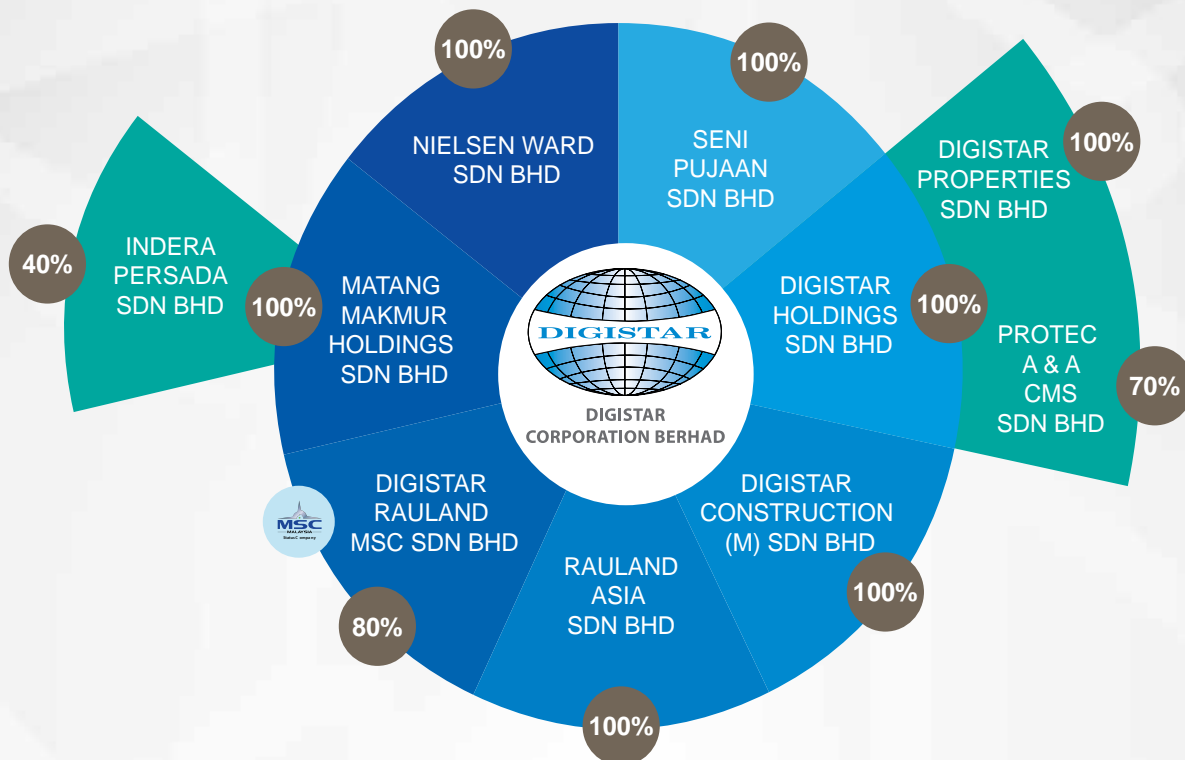 100%
NIELSEN WARD
SDN BHD
100%
SENI
PUJAAN
SDN BHD
100%
DIGISTAR
PROPERTIES
SDN BHD
40%
INDERA
PERSADA
SDN BHD
100%
MATANG
MAKMUR
HOLDINGS
SDN BHD
DIGISTAR
DIGISTAR
CORPORATION BERHAD
DIGISTAR
HOLDINGS
SDN BHD
100%
PROTEC
A & A
CMS
SDN BHD
70%
MSC
MALAYSIA
Status Company
DIGISTAR
RAULAND
MSC SDN BHD
80%
RAULAND
ASIA
SDN BHD
100%
DIGISTAR
CONSTRUCTION
(M) SDN BHD
100%